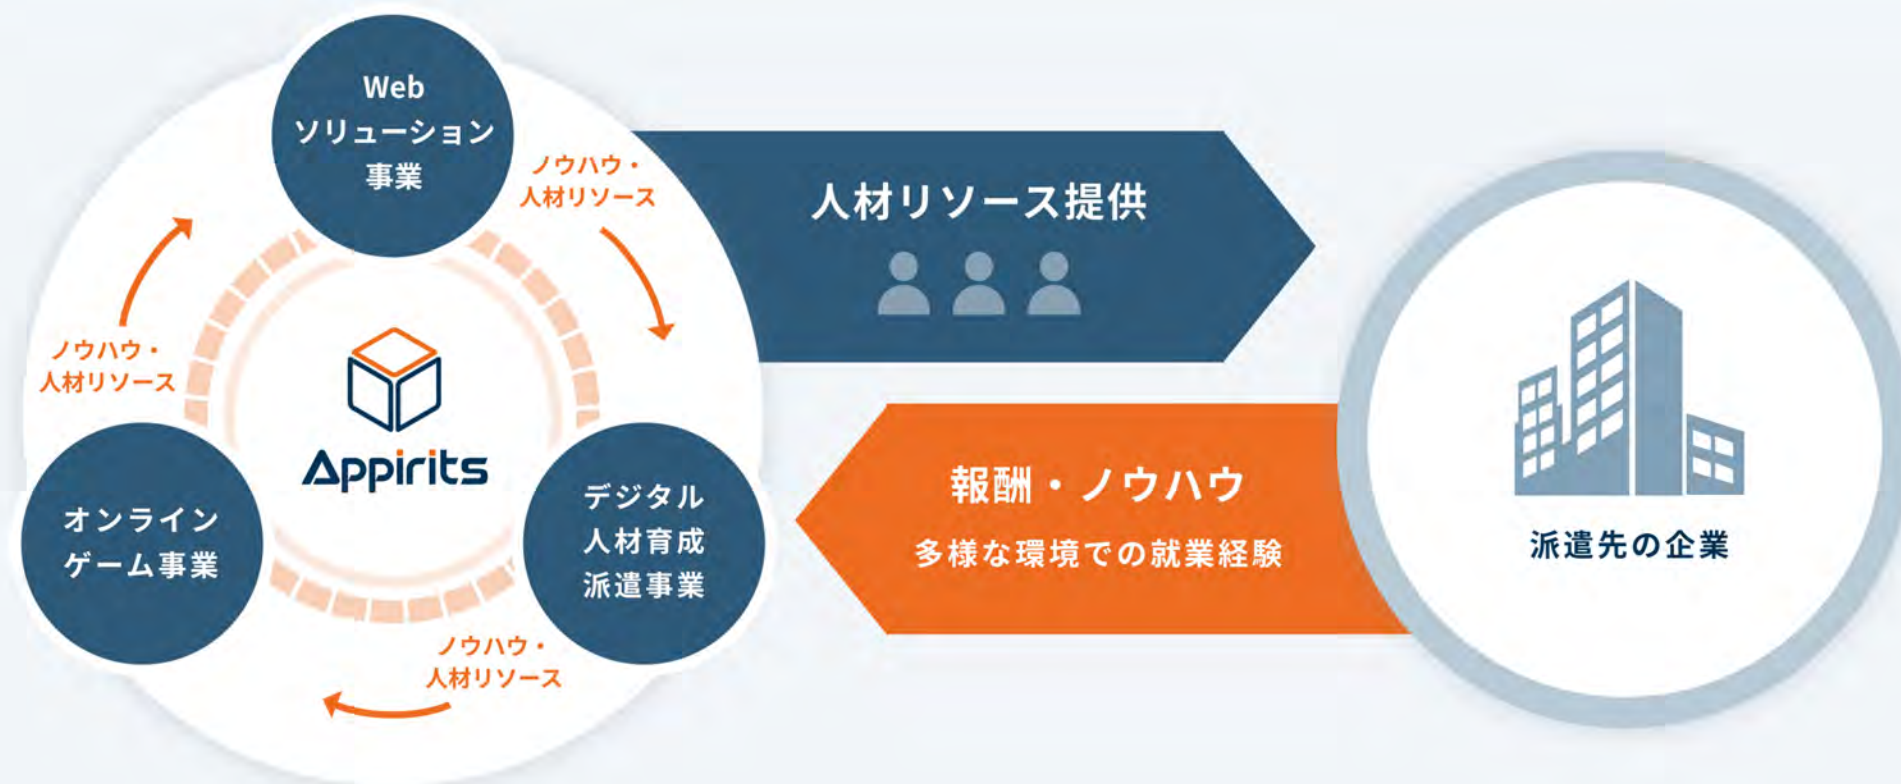 Web
ソリューション
事業
ノウハウ・
人材リソース
ノウハウ・
人材リソース
Appirits
オンライン
ゲーム事業
デジタル
人材育成
派遣事業
ノウハウ・
人材リソース
人材リソース提供
報酬・ノウハウ
多様な環境での就業経験
派遣先の企業